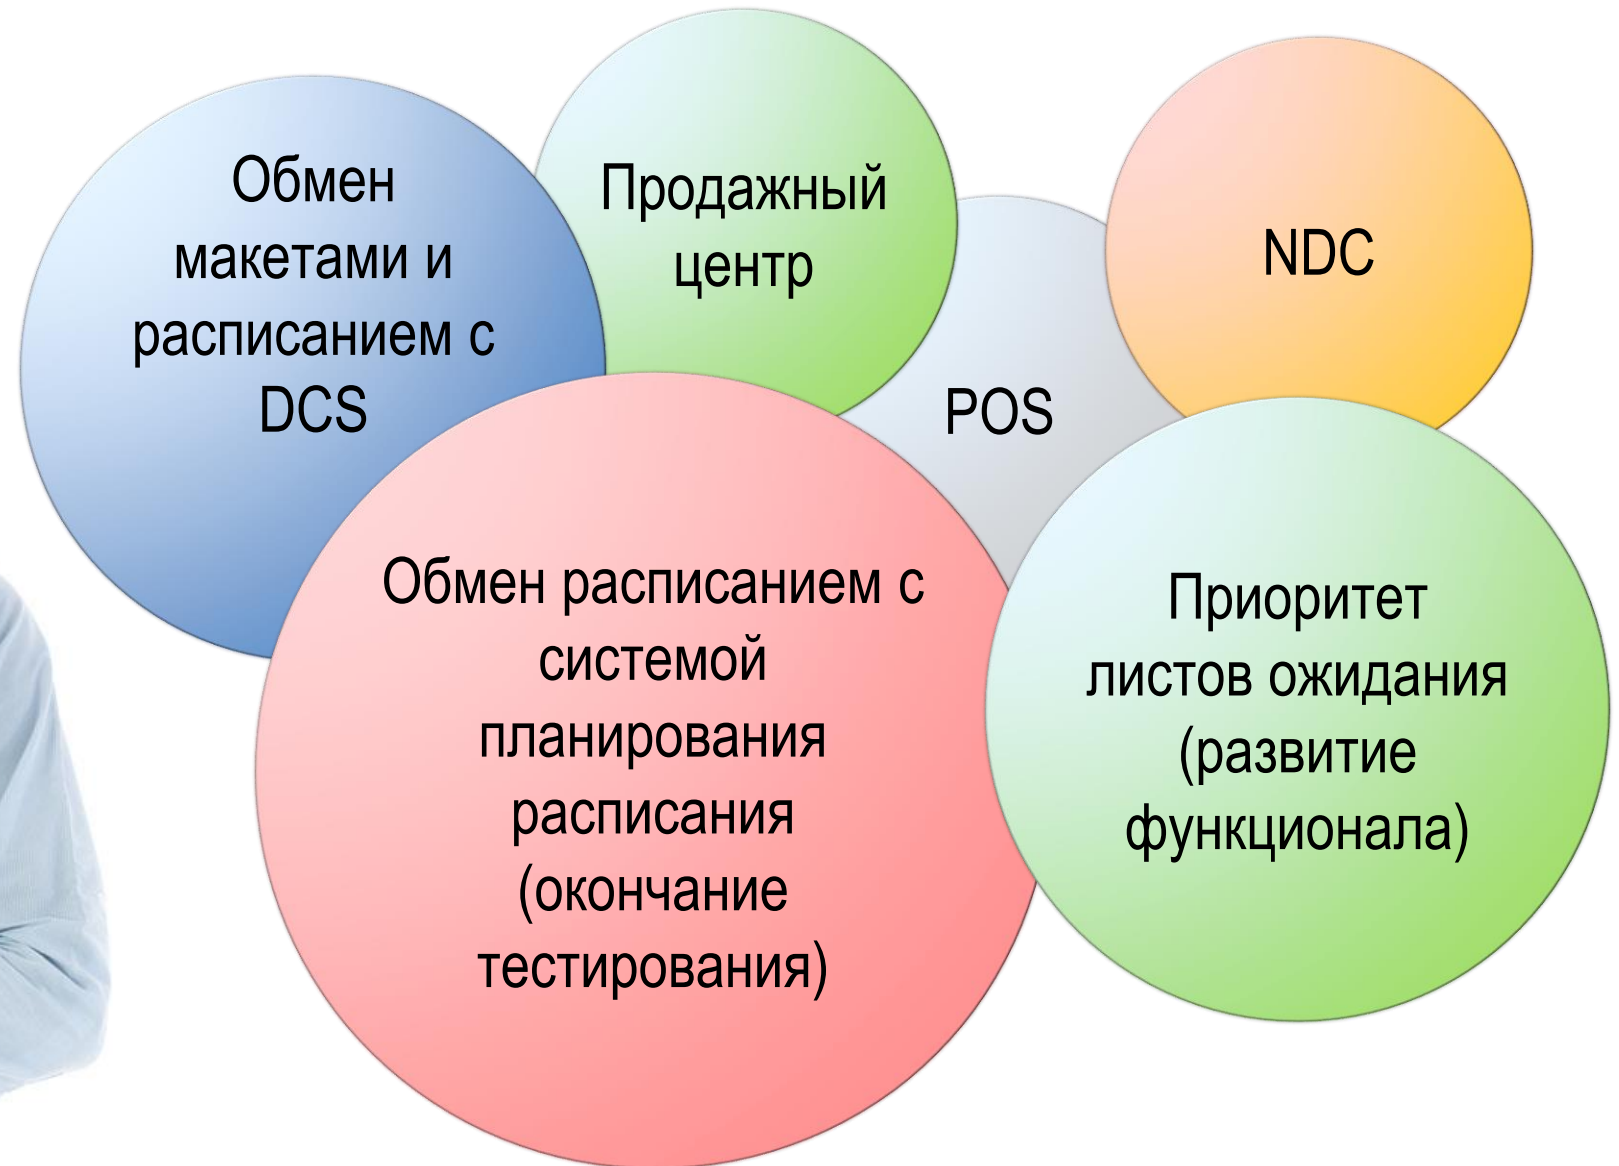 Обмен
макетами и
расписанием с
DCS
Продажный
центр
POS
NDC
Обмен расписанием с
системой
планирования
расписания
(окончание
тестирования)
Приоритет
листов ожидания
(развитие
функционала)